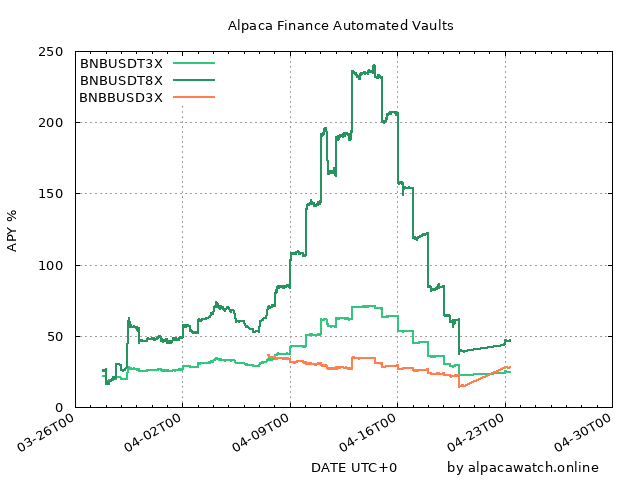 Alpaca Finance Automated Vaults
250
200
150
100
50
0
APY %
BNBUSDT3X
BNBUSDT8X
BNBBUSD3X
03-26T00
04-02T00
04-09T00
04-16T00
04-23T00
04-30T00
DATE UTC+0
by alpacawatch.online